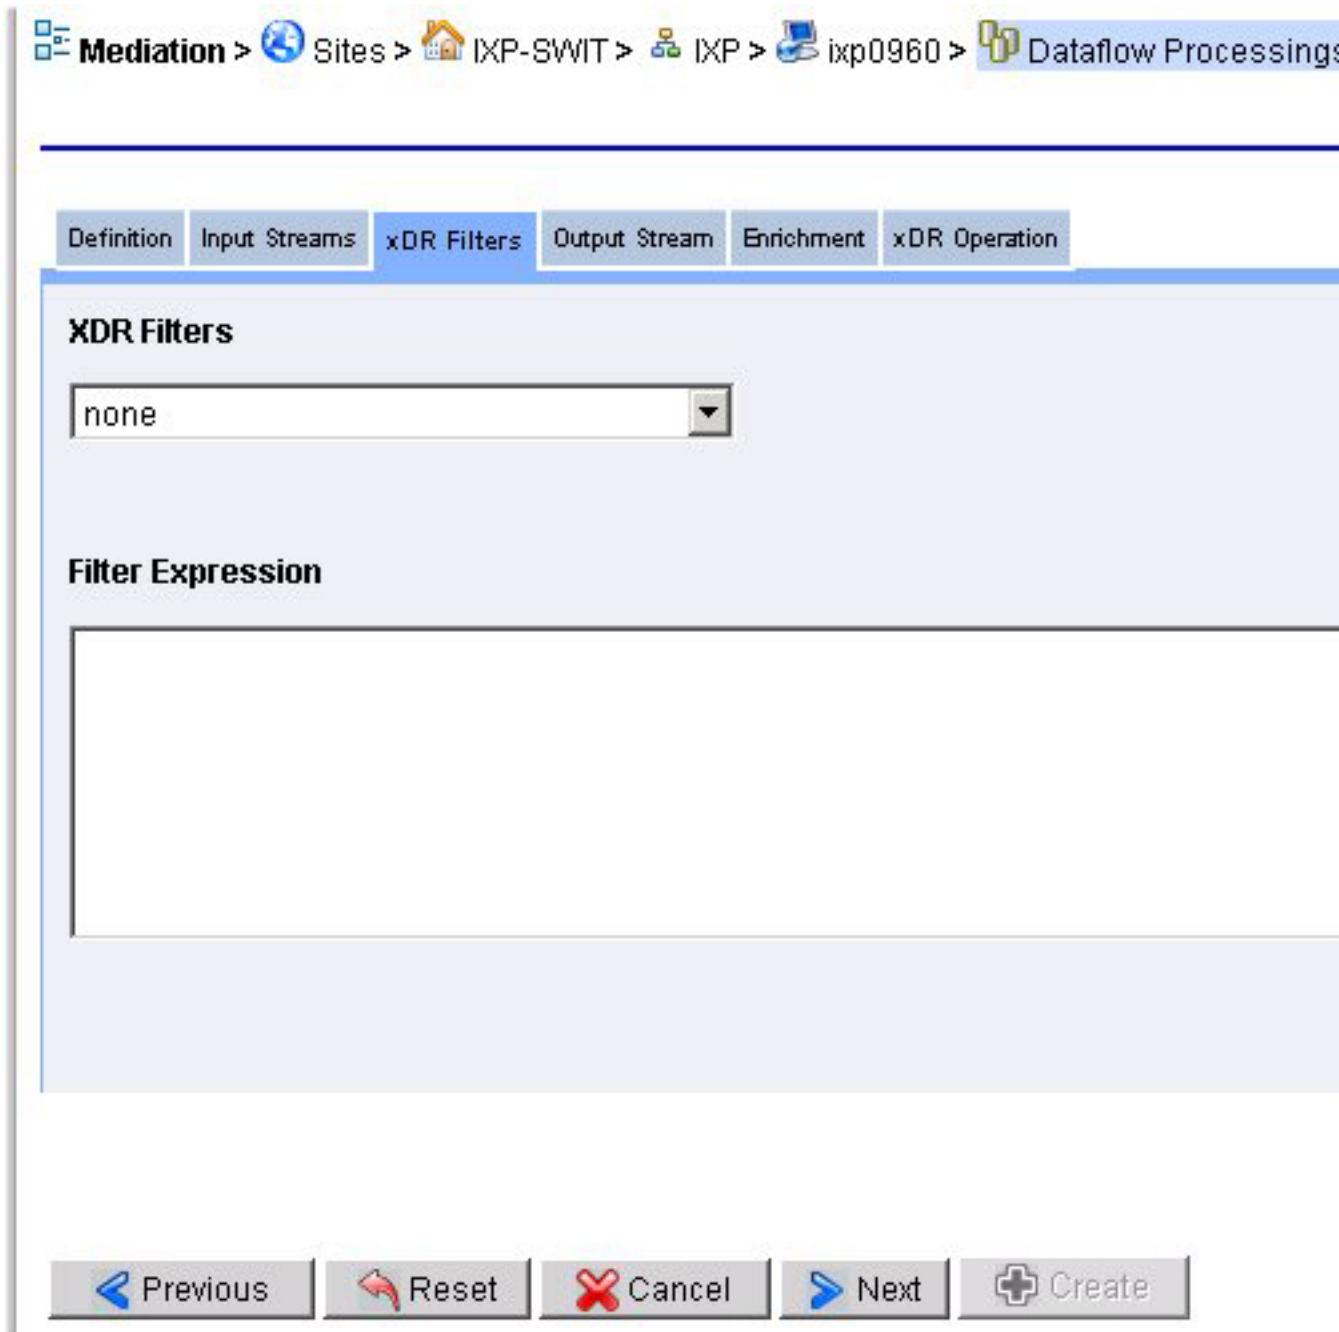 Mediation > Sites > IXP-SWIT > IXP > ixp0960 > Dataflow Processings
Definition Input Streams xDR Filters Output Stream Enrichment xDR Operation
XDR Filters
none
Filter Expression
Previous Reset Cancel Next Create